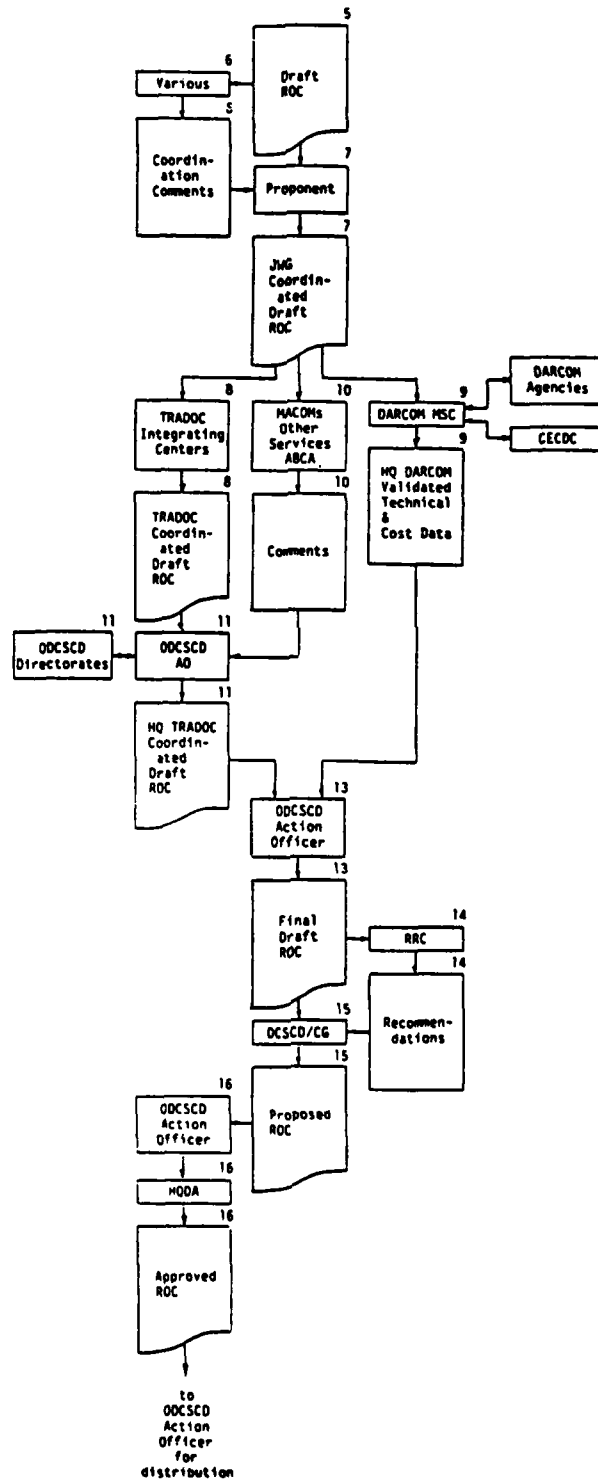 5
Draft
ROC
6
Various
5
Coordin-
ation
Comments
7
Proponent
7
JWG
Coordin-
ated
Draft
ROC
8
TRADOC
Integrating
Centers
10
MACOMs
Other
Services
ABCA
9
DARCOM MSC
DARCOM
Agencies
CECDC
8
TRADOC
Coordin-
ated
Draft
ROC
10
Comments
9
HQ DARCOM
Validated
Technical
&
Cost Data
11
ODCSCD
Directorates
11
ODCSCD
AO
11
HQ TRADOC
Coordin-
ated
Draft
ROC
13
ODCSCD
Action
Officer
13
Final
Draft
ROC
14
RRC
14
Recommen-
dations
15
DCSCD/CG
15
Proposed
ROC
16
ODCSCD
Action
Officer
16
HQDA
16
Approved
ROC
to
ODCSCD
Action
Officer
for
distribution